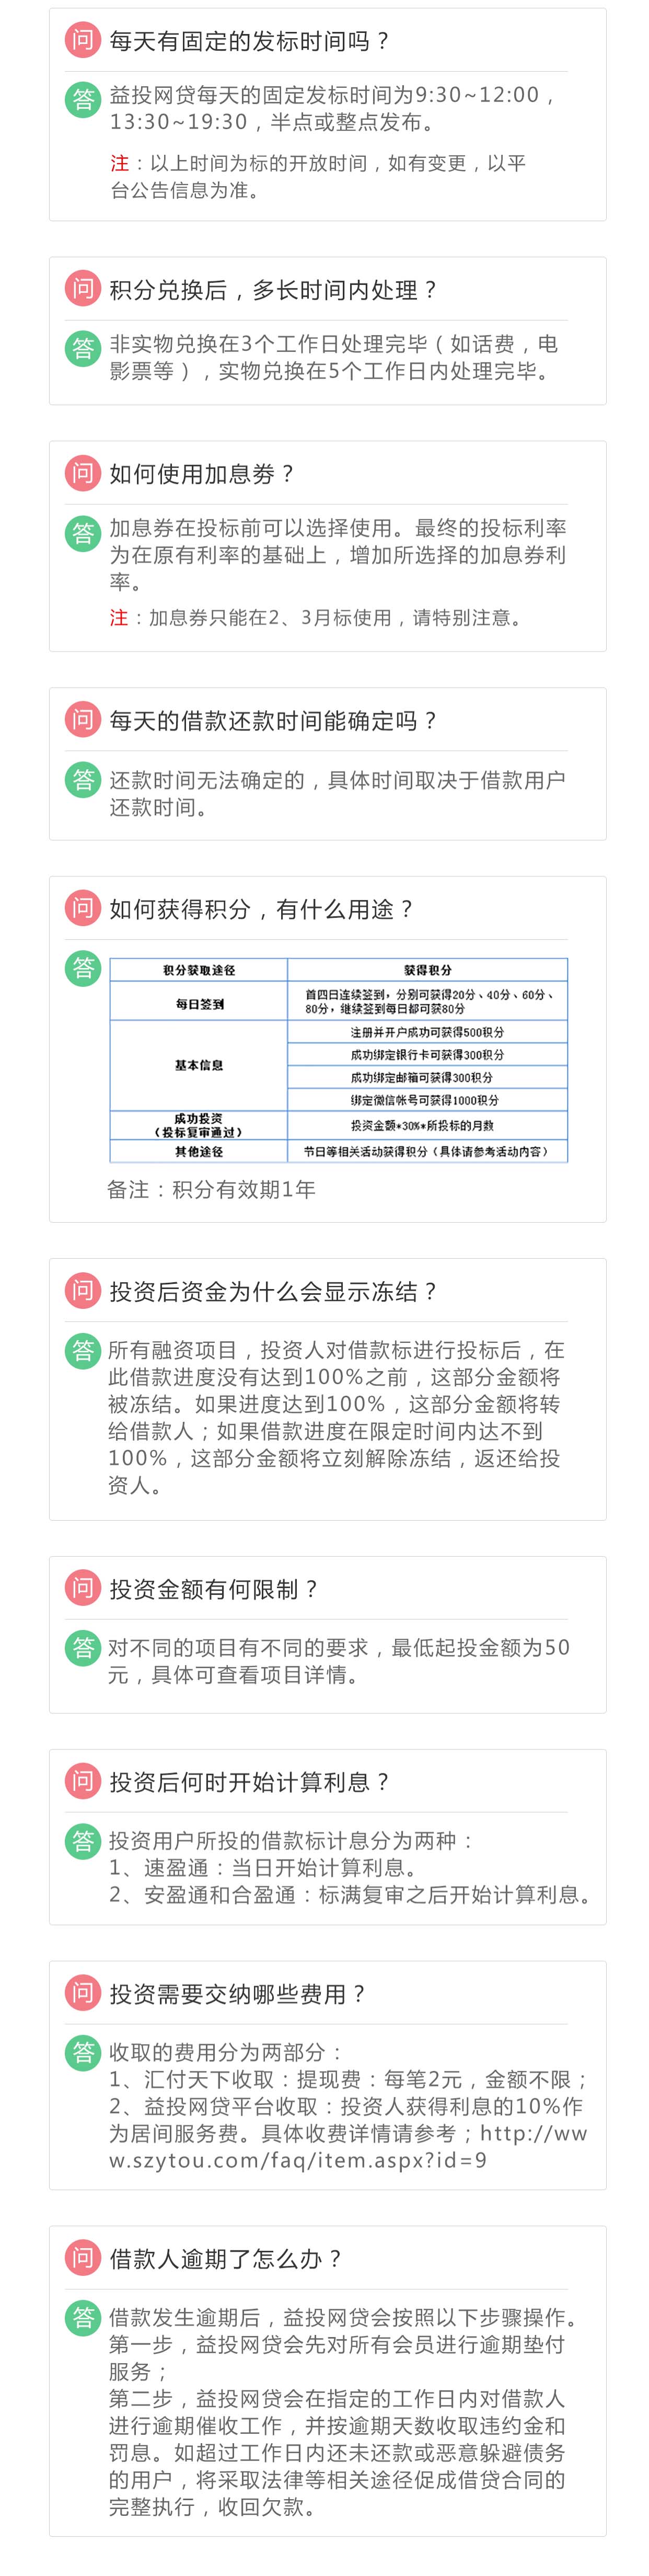 问 每天有固定的发标时间吗？
答 益投网贷每天的固定发标时间为9:30~12:00，
13:30~19:30，半点或整点发布。
注：以上时间为标的开放时间，如有变更，以平
台公告信息为准。
问 积分兑换后，多长时间内处理？
答 非实物兑换在3个工作日处理完毕（如话费，电
影票等），实物兑换在5个工作日内处理完毕。
问 如何使用加息劵？
答 加息券在投标前可以选择使用。最终的投标利率
为在原有利率的基础上，增加所选择的加息券利
率。
注：加息券只能在2、3月标使用，请特别注意。
问 每天的借款还款时间能确定吗？
答 还款时间无法确定的，具体时间取决于借款用户
还款时间。
问 如何获得积分，有什么用途？
答
积分获取途径 获得积分
每日签到 首四日连续签到，分别可获得20分、40分、60分、
80分，继续签到每日都可获80分
基本信息 注册并开户成功可获得500积分
成功绑定银行卡可获得300积分
成功绑定邮箱可获得300积分
绑定微信帐号可获得1000积分
成功投资
（投标复审通过） 投资金额*30%*所投标的月数
其他途径 节日等相关活动获得积分（具体请参考活动内容）
备注：积分有效期1年
问 投资后资金为什么会显示冻结？
答 所有融资项目，投资人对借款标进行投标后，在
此借款进度没有达到100%之前，这部分金额将
被冻结。如果进度达到100%，这部分金额将转
给借款人；如果借款进度在限定时间内达不到
100%，这部分金额将立刻解除冻结，返还给投
资人。
问 投资金额有何限制？
答 对不同的项目有不同的要求，最低起投金额为50
元，具体可查看项目详情。
问 投资后何时开始计算利息？
答 投资用户所投的借款标计息分为两种：
1、速盈通：当日开始计算利息。
2、安盈通和合盈通：标满复审之后开始计算利息。
问 投资需要交纳哪些费用？
答 收取的费用分为两部分：
1、汇付天下收取：提现费：每笔2元，金额不限；
2、益投网贷平台收取：投资人获得利息的10%作
为居间服务费。具体收费详情请参考；http://ww
w.szytou.com/faq/item.aspx?id=9
问 借款人逾期了怎么办？
答 借款发生逾期后，益投网贷会按照以下步骤操作。
第一步，益投网贷会先对所有会员进行逾期垫付
服务；
第二步，益投网贷会在指定的工作日内对借款人
进行逾期催收工作，并按逾期天数收取违约金和
罚息。如超过工作日内还未还款或恶意躲避债务
的用户，将采取法律等相关途径促成借贷合同的
完整执行，收回欠款。